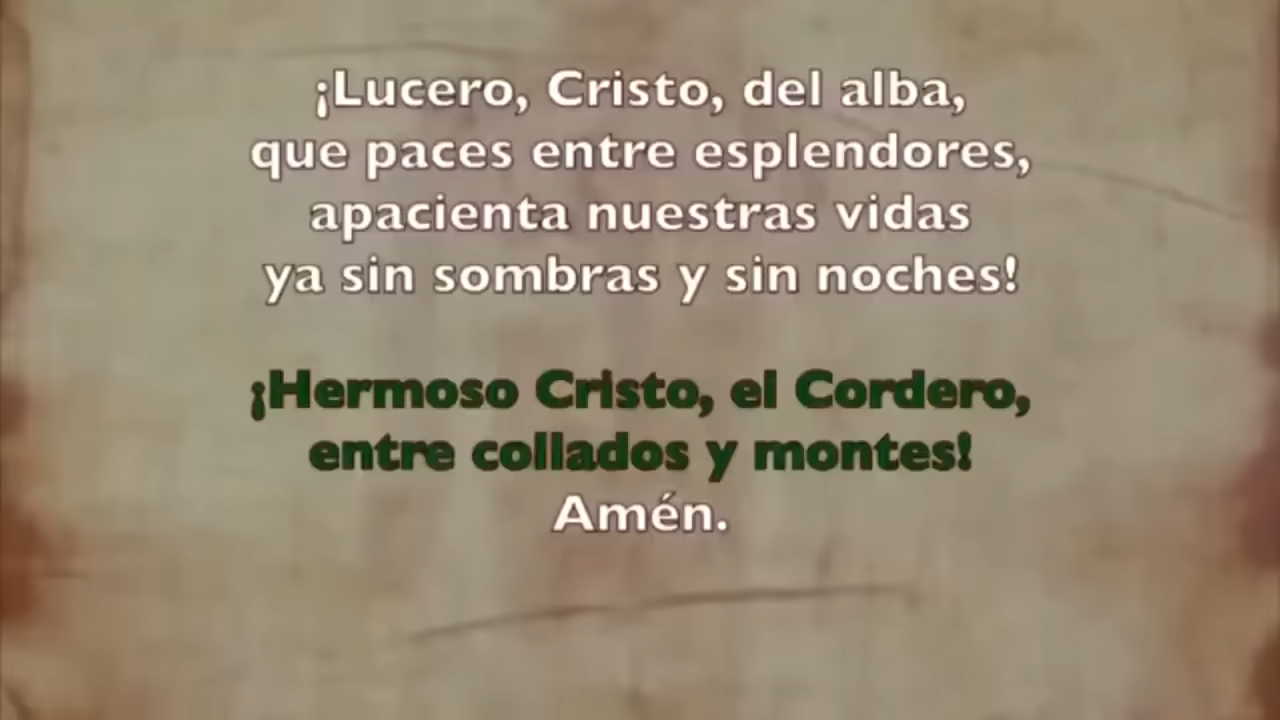 ¡Lucero, Cristo, del alba,
que paces entre esplendores,
apacienta nuestras vidas
ya sin sombras y sin noches!
¡Hermoso Cristo, el Cordero,
entre collados y montes!
Amén.